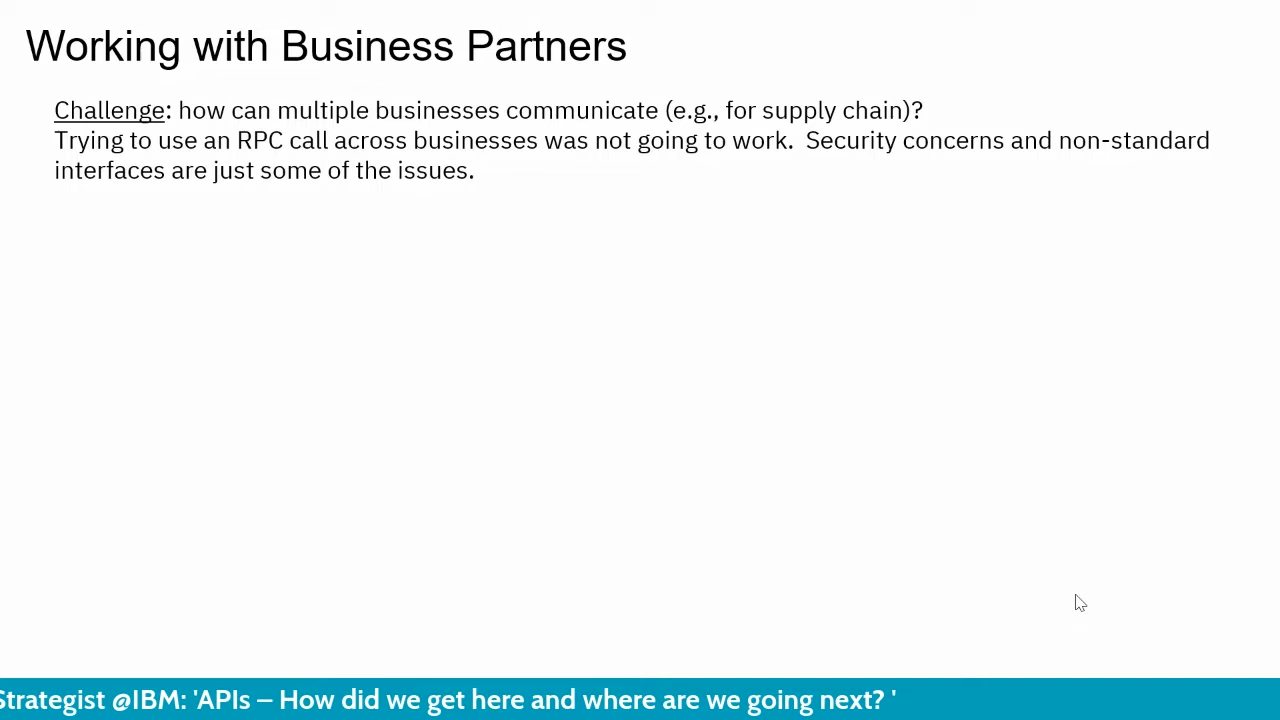 Working with Business Partners
Challenge: how can multiple businesses communicate (e.g., for supply chain)?
Trying to use an RPC call across businesses was not going to work.  Security concerns and non-standard
interfaces are just some of the issues.
Strategist @IBM: 'APIs – How did we get here and where are we going next? '